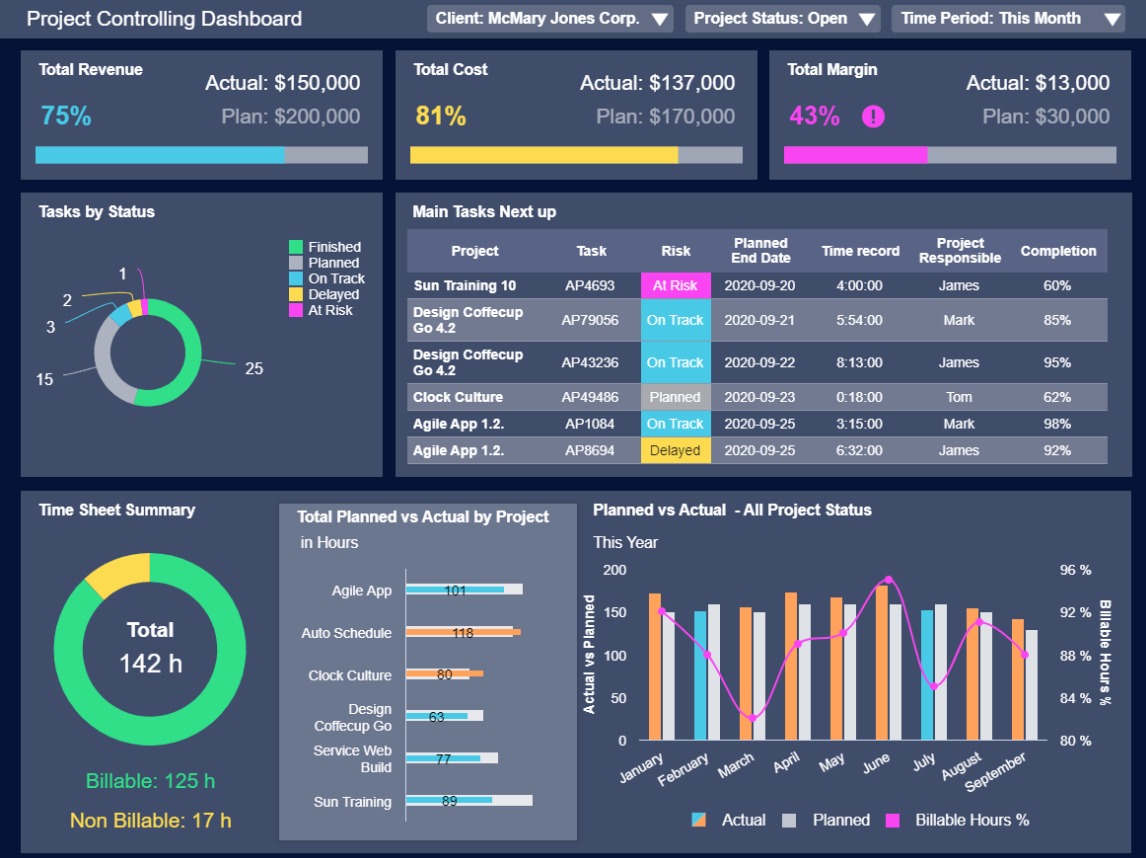 Project Controlling Dashboard
Client: McMary Jones Corp.
Project Status: Open
Time Period: This Month
Total Revenue
Actual: $150,000
75%
Plan: $200,000
Total Cost
Actual: $137,000
81%
Plan: $170,000
Total Margin
Actual: $13,000
43%
!
Plan: $30,000
Tasks by Status
Finished
Planned
On Track
Delayed
At Risk
1
2
3
15
25
Main Tasks Next up
Project Task Risk Planned End Date Time record Project Responsible Completion
Sun Training 10 AP4693 At Risk 2020-09-20 4:00:00 James 60%
Design Coffecup Go 4.2 AP79056 On Track 2020-09-21 5:54:00 Mark 85%
Design Coffecup Go 4.2 AP43236 On Track 2020-09-22 8:13:00 James 95%
Clock Culture AP49486 Planned 2020-09-23 0:18:00 Tom 62%
Agile App 1.2. AP1084 On Track 2020-09-25 3:15:00 Mark 98%
Agile App 1.2. AP8694 Delayed 2020-09-25 6:32:00 James 92%
Time Sheet Summary
Total
142 h
Billable: 125 h
Non Billable: 17 h
Total Planned vs Actual by Project
in Hours
Agile App 101
Auto Schedule 118
Clock Culture 80
Design
Coffecup Go 63
Service Web
Build 77
Sun Training 89
Planned vs Actual - All Project Status
This Year
Actual vs Planned
200
150
100
50
0
96 %
92 %
88 %
84 %
80 %
Billable Hours %
January February March April May June July August September
Actual Planned Billable Hours %